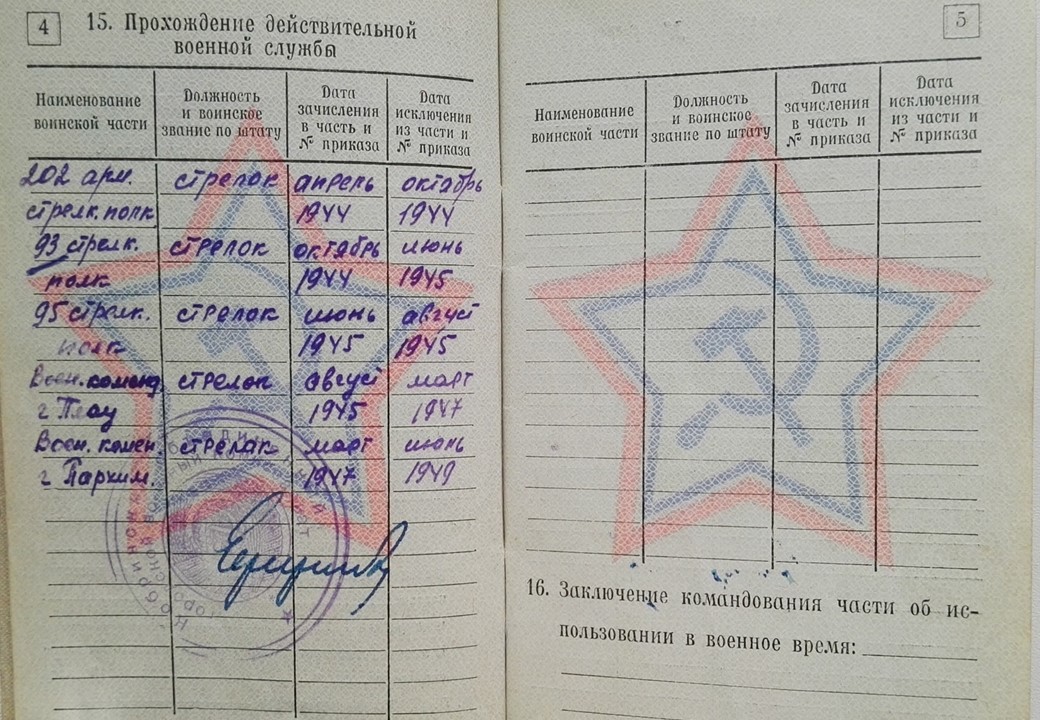 4
15. Прохождение действительной
военной службы
Наименование воинской части
Должность и воинское звание по штату
Дата зачисления в часть и № приказа
Дата исключения из части и № приказа
202 арм. стрелок апрель октябрь
стрелк. полк 1944 1944
93 стрелк. стрелок октябрь июнь
полк 1944 1945
95 стрелк. стрелок июнь август
полк 1945 1945
Воен. команд. стрелок август март
г Плау 1945 1947
Воен. комен. стрелок март июнь
г Пархим. 1947 1949
5
Наименование воинской части
Должность и воинское звание по штату
Дата зачисления в часть и № приказа
Дата исключения из части и № приказа
16. Заключение командования части об ис-
пользовании в военное время: